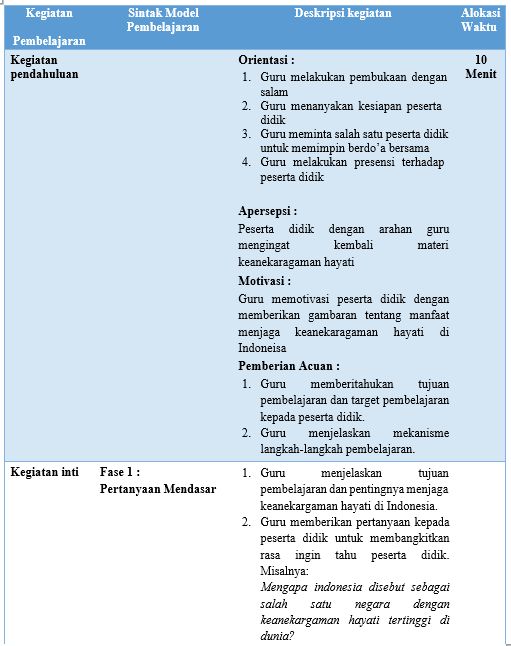 Kegiatan Sintak Model Deskripsi kegiatan Alokasi
Pembelajaran Waktu
Pembelajaran
Kegiatan Orientasi : 10
pendahuluan 1. Guru melakukan pembukaan dengan Menit
salam
2. Guru menanyakan kesiapan peserta
didik
3. Guru meminta salah satu peserta didik
untuk memimpin berdo’a bersama
4. Guru melakukan presensi terhadap
peserta didik
Apersepsi :
Peserta didik dengan arahan guru
mengingat kembali materi
keanekaragaman hayati
Motivasi :
Guru memotivasi peserta didik dengan
memberikan gambaran tentang manfaat
menjaga keanekaragaman hayati di
Indoneisa
Pemberian Acuan :
1. Guru memberitahukan tujuan
pembelajaran dan target pembelajaran
kepada peserta didik.
2. Guru menjelaskan mekanisme
langkah-langkah pembelajaran.
Kegiatan inti Fase 1 : 1. Guru menjelaskan tujuan
Pertanyaan Mendasar pembelajaran dan pentingnya menjaga
keanekargaman hayati di Indonesia.
2. Guru memberikan pertanyaan kepada
peserta didik untuk membangkitkan
rasa ingin tahu peserta didik.
Misalnya:
Mengapa indonesia disebut sebagai
salah satu negara dengan
keanekargaman hayati tertinggi di
dunia?